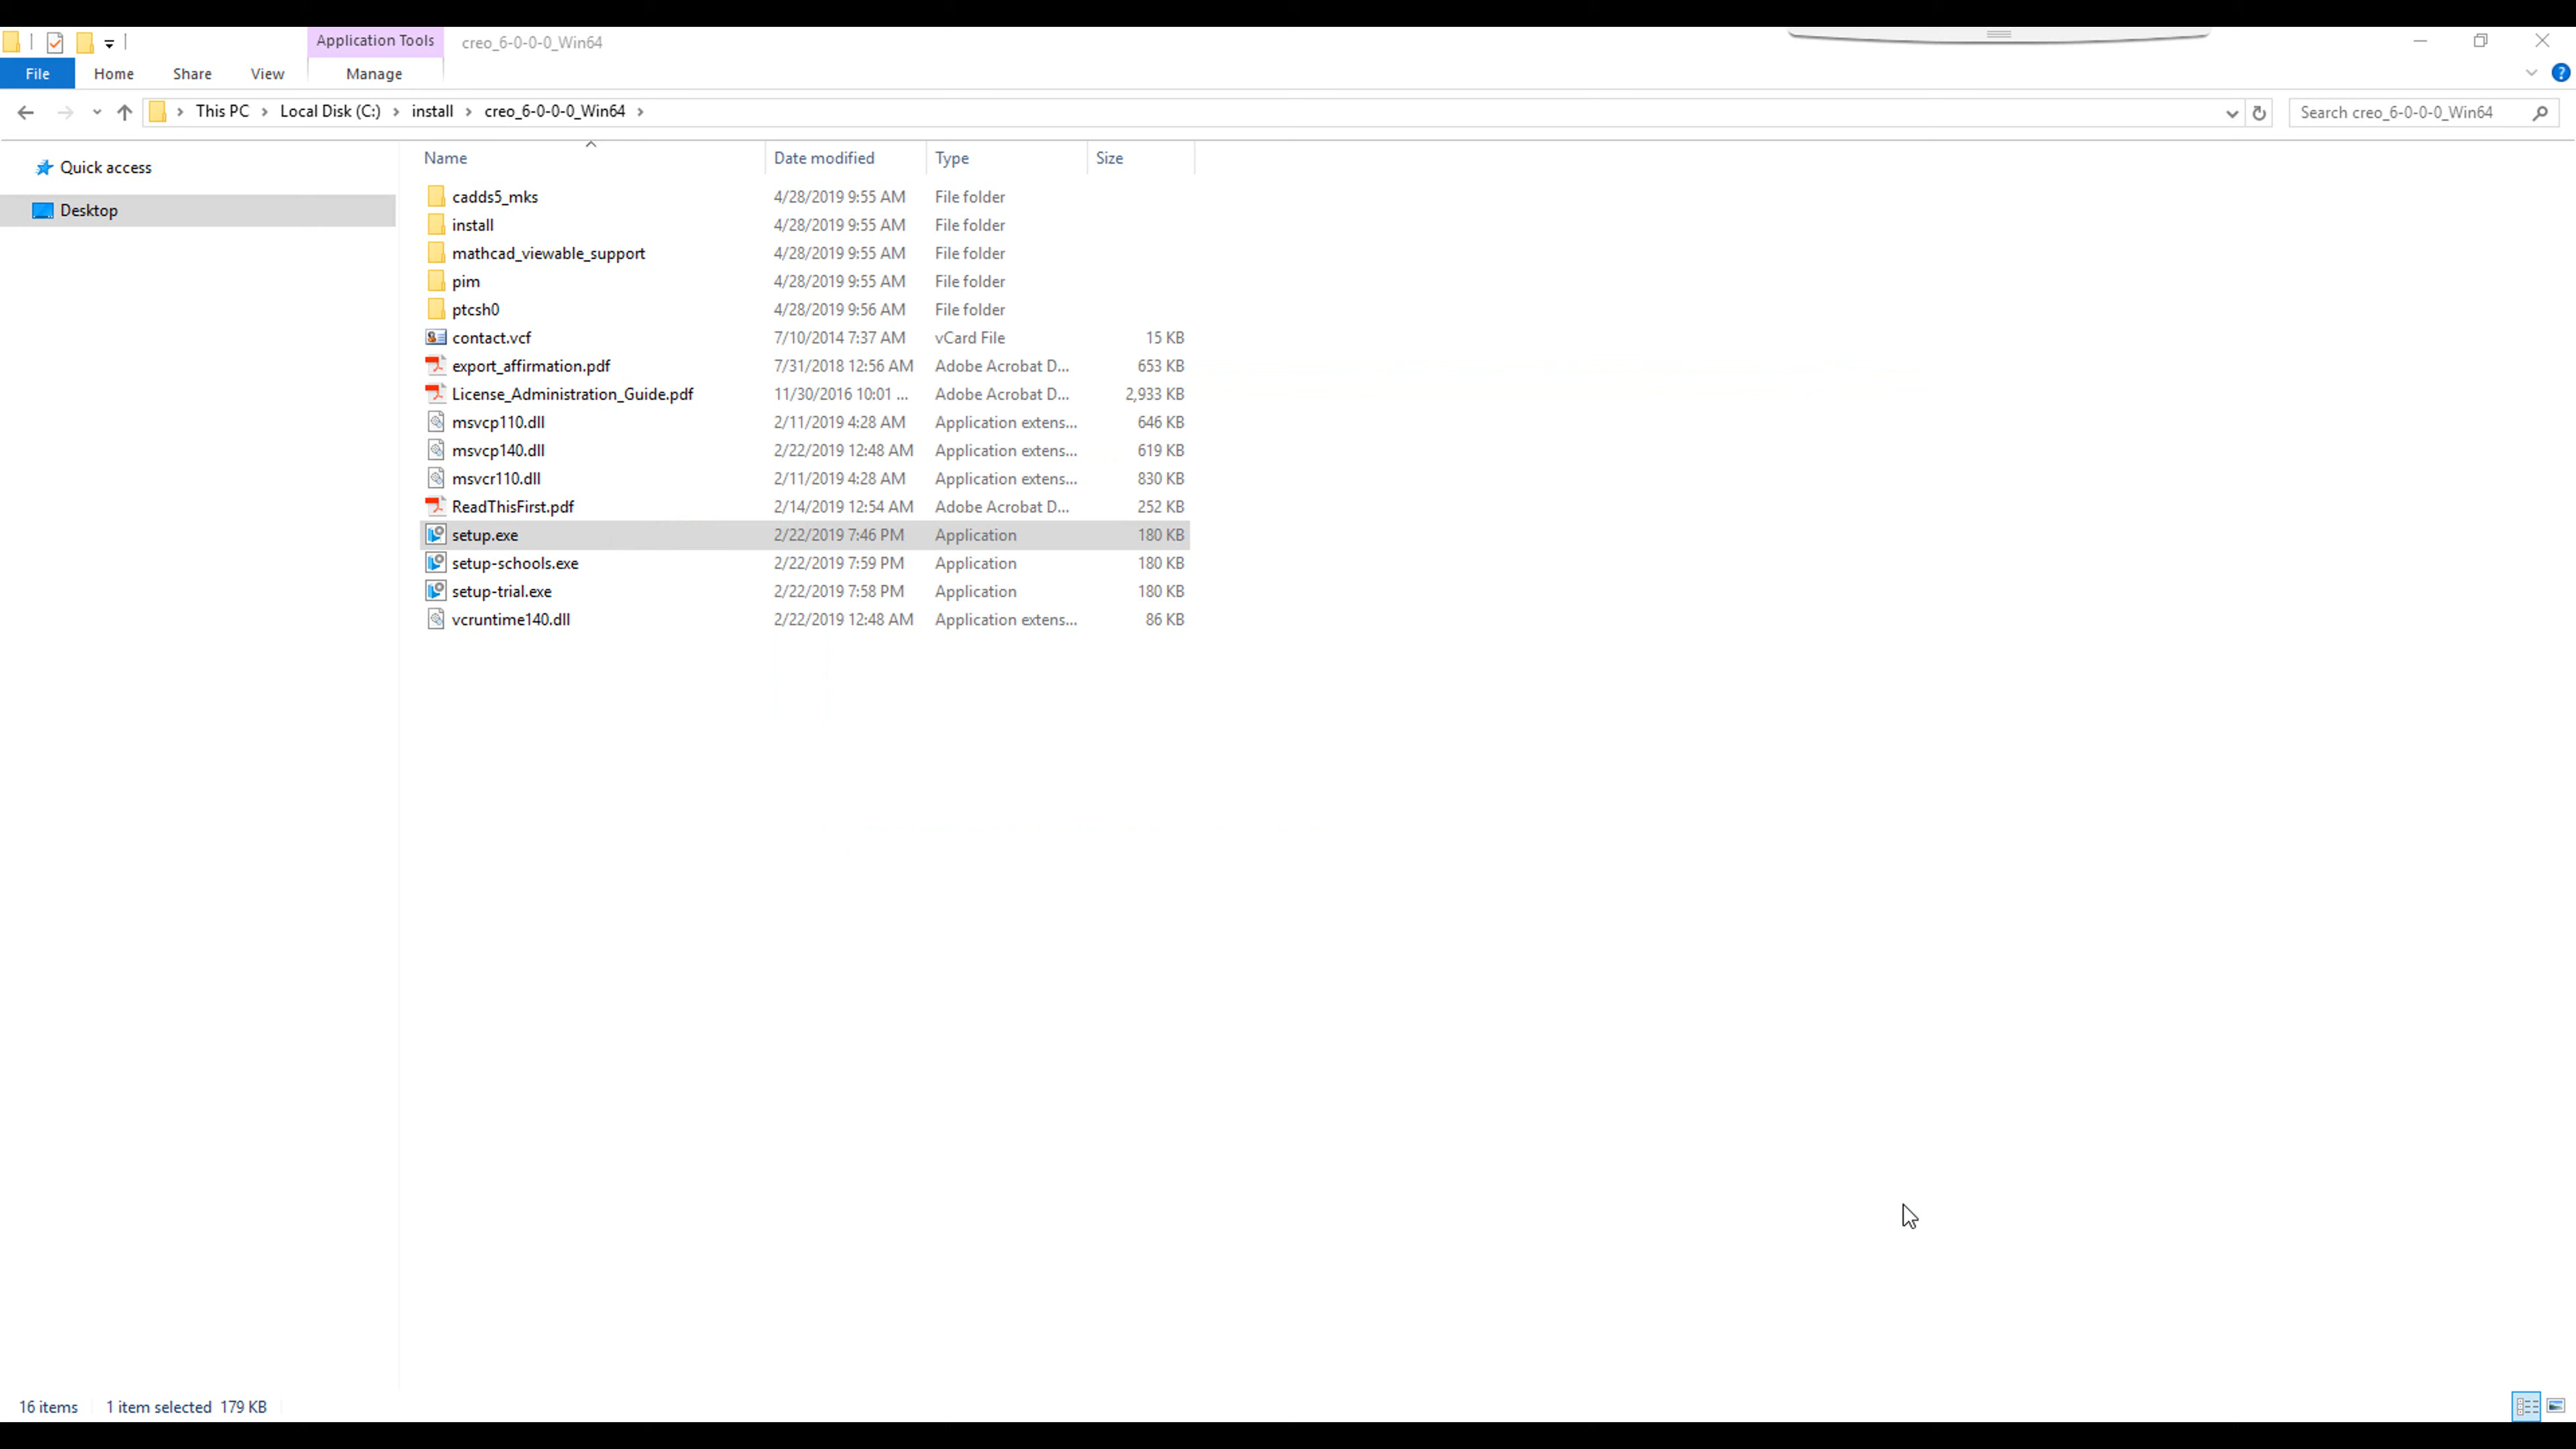 Application Tools creo_6-0-0-0_Win64
File Home Share View Manage
This PC Local Disk (C:) install creo_6-0-0-0_Win64 Search creo_6-0-0-0_Win64
Quick access
Desktop
Name Date modified Type Size
cadds5_mks 4/28/2019 9:55 AM File folder
install 4/28/2019 9:55 AM File folder
mathcad_viewable_support 4/28/2019 9:55 AM File folder
pim 4/28/2019 9:55 AM File folder
ptcsh0 4/28/2019 9:56 AM File folder
contact.vcf 7/10/2014 7:37 AM vCard File 15 KB
export_affirmation.pdf 7/31/2018 12:56 AM Adobe Acrobat D... 653 KB
License_Administration_Guide.pdf 11/30/2016 10:01 ... Adobe Acrobat D... 2,933 KB
msvcp110.dll 2/11/2019 4:28 AM Application extens... 646 KB
msvcp140.dll 2/22/2019 12:48 AM Application extens... 619 KB
msvcr110.dll 2/11/2019 4:28 AM Application extens... 830 KB
ReadThisFirst.pdf 2/14/2019 12:54 AM Adobe Acrobat D... 252 KB
setup.exe 2/22/2019 7:46 PM Application 180 KB
setup-schools.exe 2/22/2019 7:59 PM Application 180 KB
setup-trial.exe 2/22/2019 7:58 PM Application 180 KB
vcruntime140.dll 2/22/2019 12:48 AM Application extens... 86 KB
16 items 1 item selected 179 KB